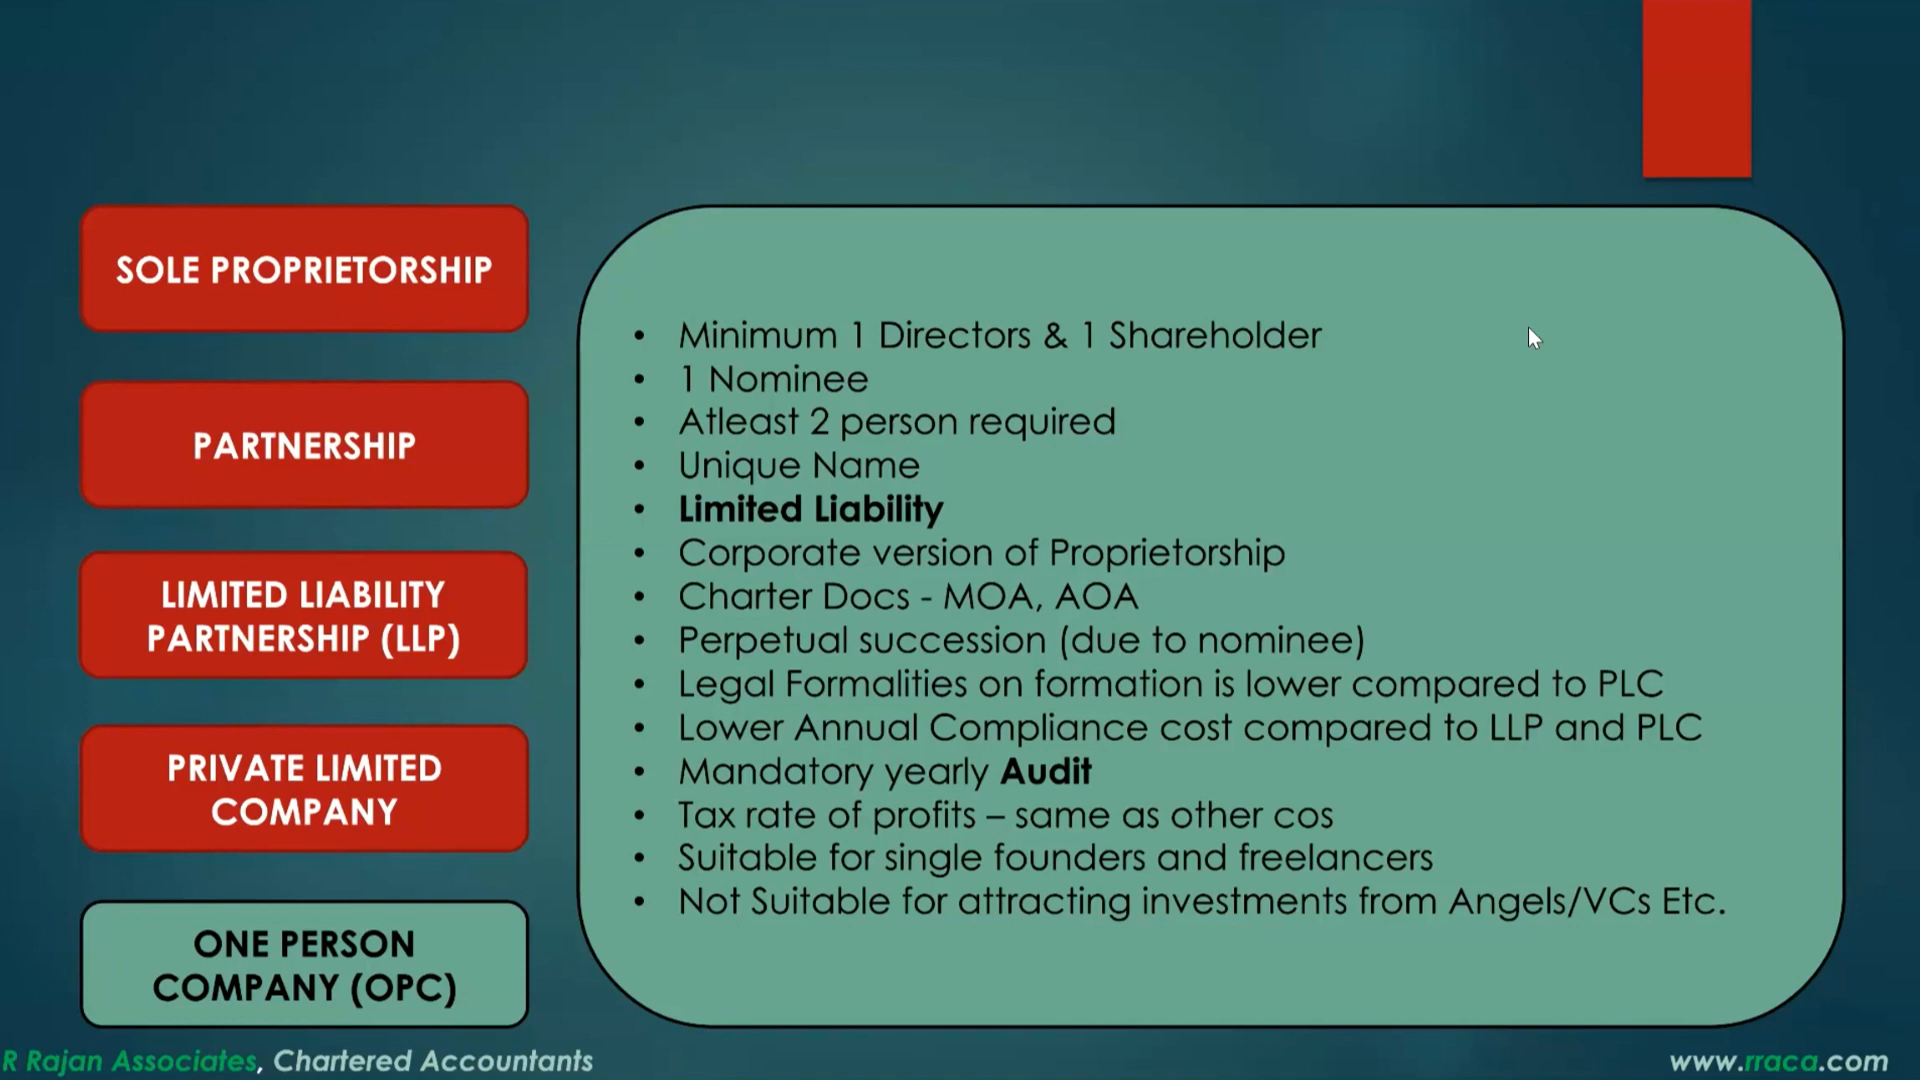 SOLE PROPRIETORSHIP
PARTNERSHIP
LIMITED LIABILITY
PARTNERSHIP (LLP)
PRIVATE LIMITED
COMPANY
ONE PERSON
COMPANY (OPC)
• Minimum 1 Directors & 1 Shareholder
• 1 Nominee
• Atleast 2 person required
• Unique Name
• Limited Liability
• Corporate version of Proprietorship
• Charter Docs - MOA, AOA
• Perpetual succession (due to nominee)
• Legal Formalities on formation is lower compared to PLC
• Lower Annual Compliance cost compared to LLP and PLC
• Mandatory yearly Audit
• Tax rate of profits – same as other cos
• Suitable for single founders and freelancers
• Not Suitable for attracting investments from Angels/VCs Etc.
R Rajan Associates, Chartered Accountants
www.rraca.com